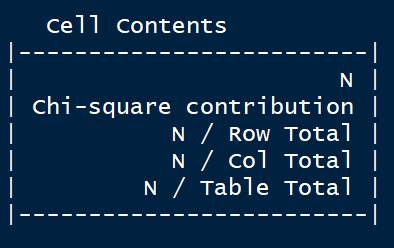 Cell Contents
|-------------------------|
|                       N |
| Chi-square contribution |
|           N / Row Total |
|           N / Col Total |
|         N / Table Total |
|-------------------------|